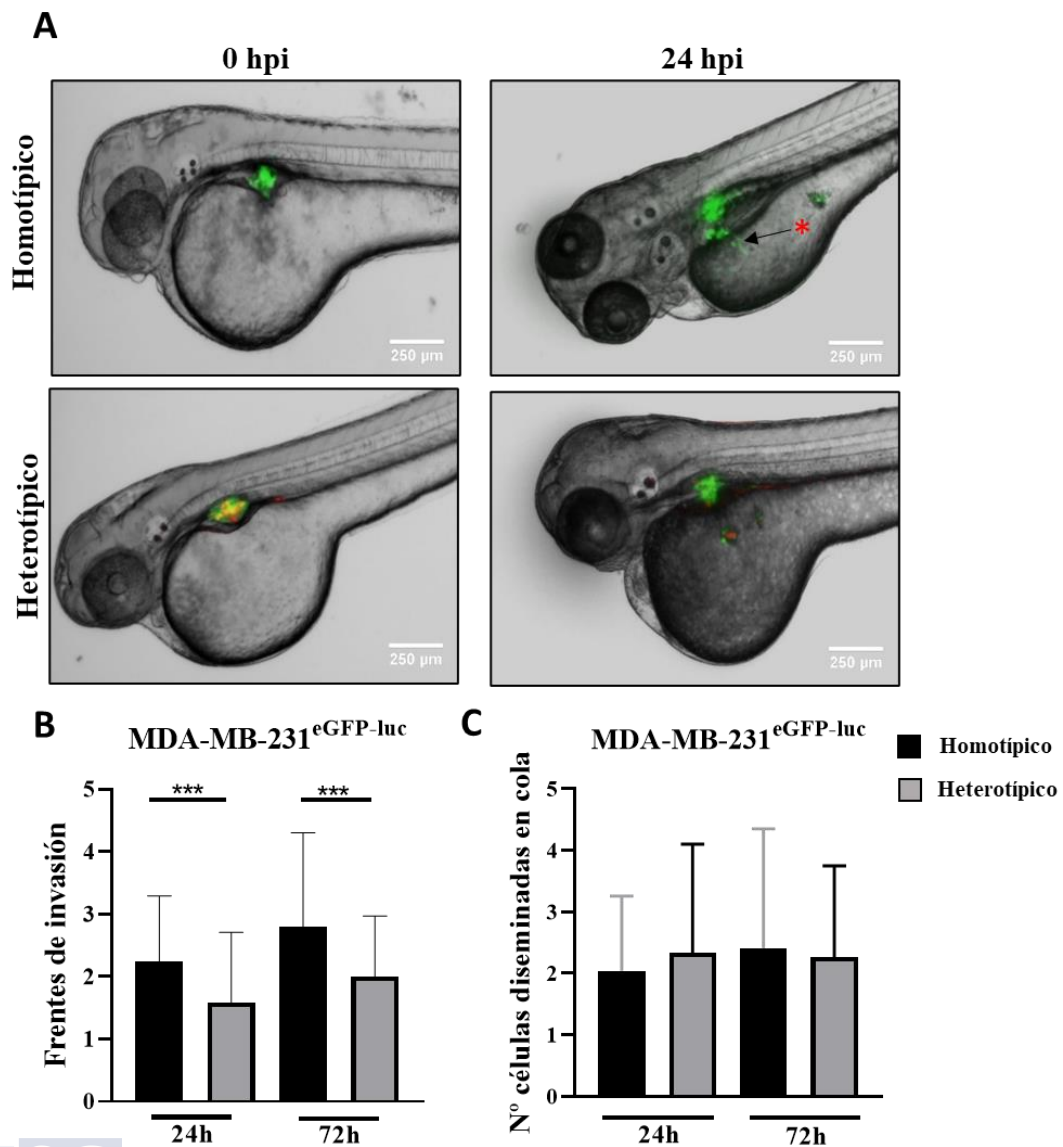 A
0 hpi
24 hpi
Homotípico
*
250 µm
250 µm
Heterotípico
250 µm
250 µm
B
MDA-MB-231eGFP-luc
C
MDA-MB-231eGFP-luc
Homotípico
Heterotípico
Frentes de invasión
5
4
3
2
1
0
***
***
24h
72h
Nº células diseminadas en cola
5
4
3
2
1
0
24h
72h